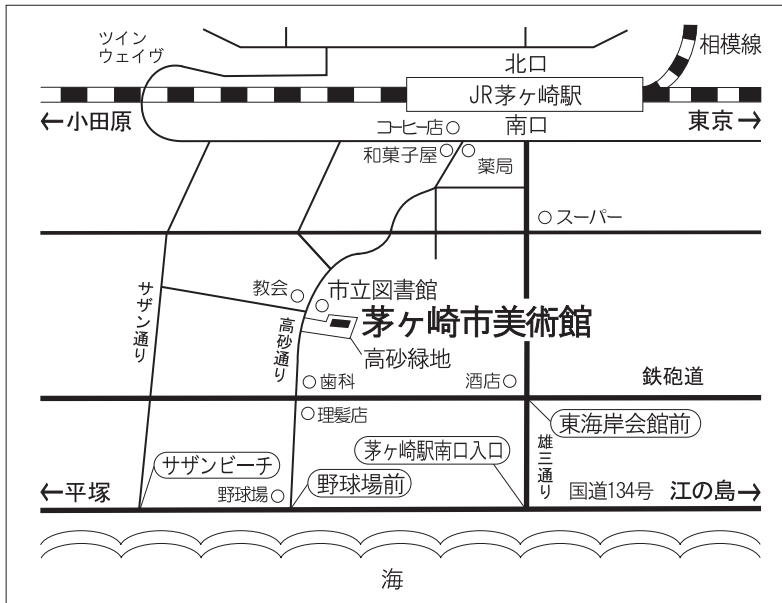 ツイン
ウェイヴ
相模線
北口
JR茅ヶ崎駅
←小田原
コーヒー店
南口
東京→
和菓子屋
薬局
スーパー
サザン通り
教会
市立図書館
茅ヶ崎市美術館
高砂通り
高砂緑地
歯科
酒店
鉄砲道
理髪店
東海岸会館前
茅ヶ崎駅南口入口
サザンビーチ
雄三通り
←平塚
野球場
野球場前
国道134号
江の島→
海